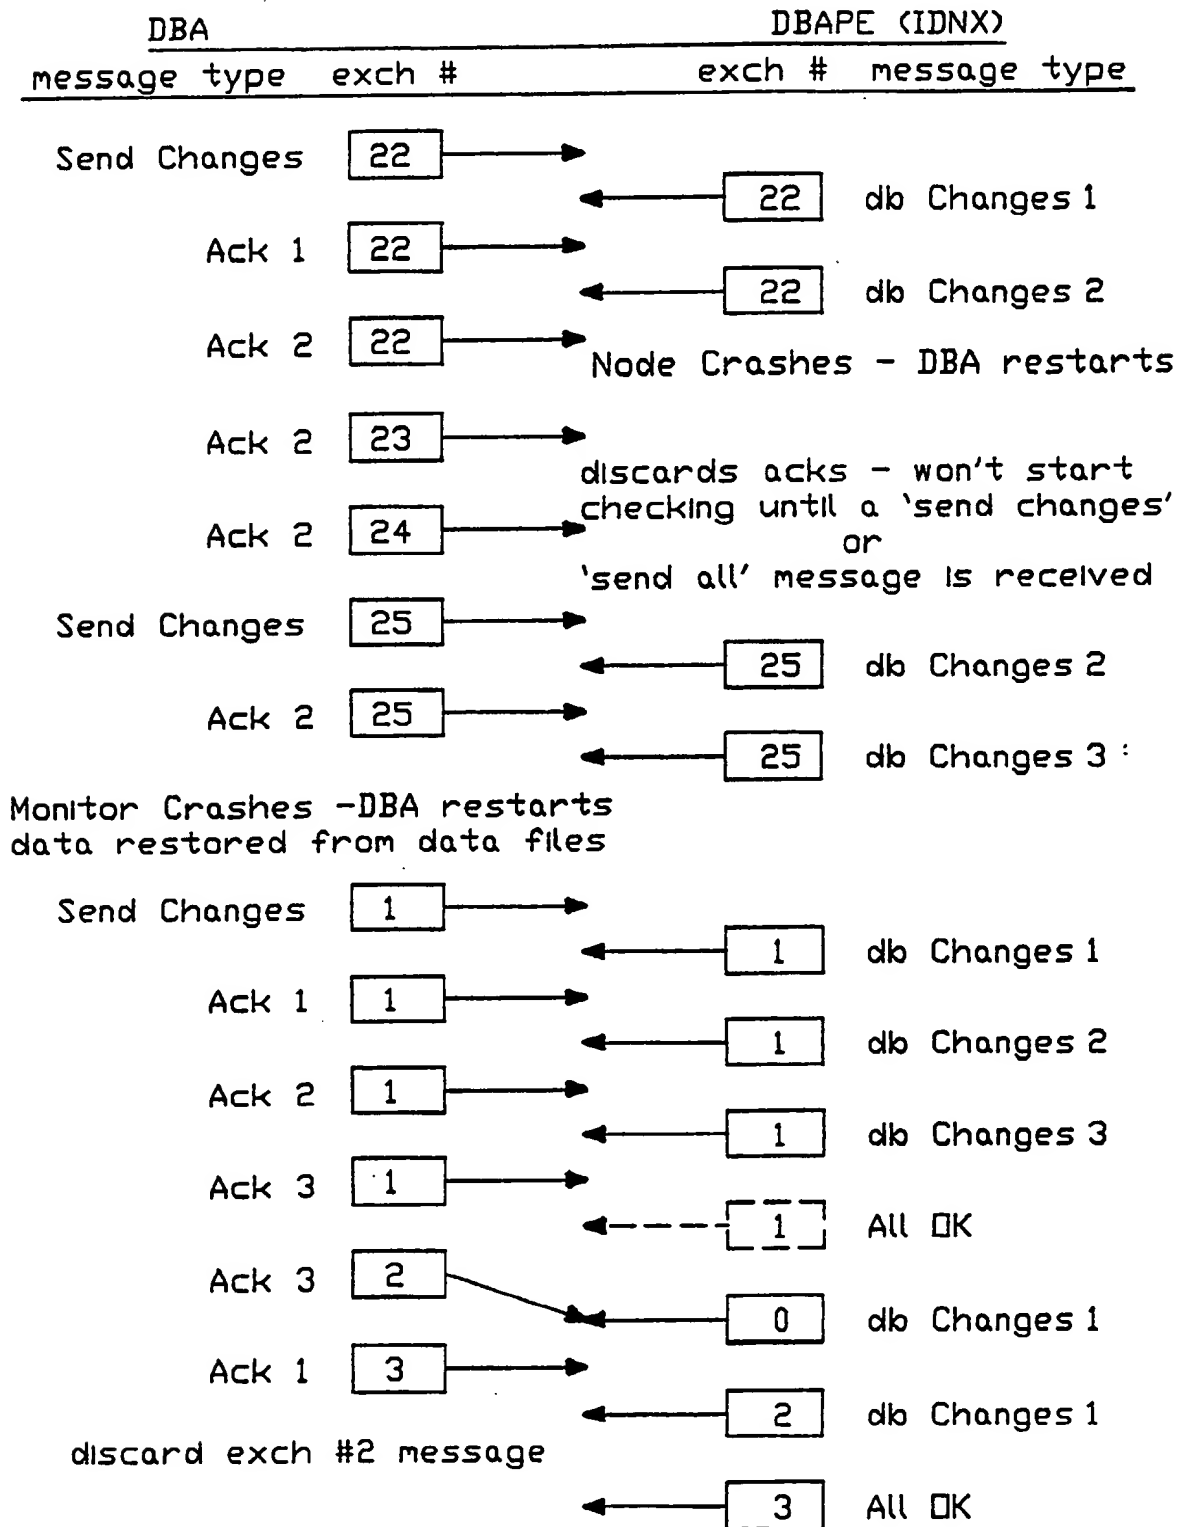 DBA DBAPE (IDNX)
message type exch # exch # message type
Send Changes 22
22 db Changes 1
Ack 1 22
22 db Changes 2
Ack 2 22
Node Crashes - DBA restarts
Ack 2 23
discards acks - won't start
checking until a 'send changes'
Ack 2 24
or
'send all' message is received
Send Changes 25
25 db Changes 2
Ack 2 25
25 db Changes 3
Monitor Crashes -DBA restarts
data restored from data files
Send Changes 1
1 db Changes 1
Ack 1 1
1 db Changes 2
Ack 2 1
1 db Changes 3
Ack 3 1
1 All OK
Ack 3 2
0 db Changes 1
Ack 1 3
2 db Changes 1
discard exch #2 message
3 All OK